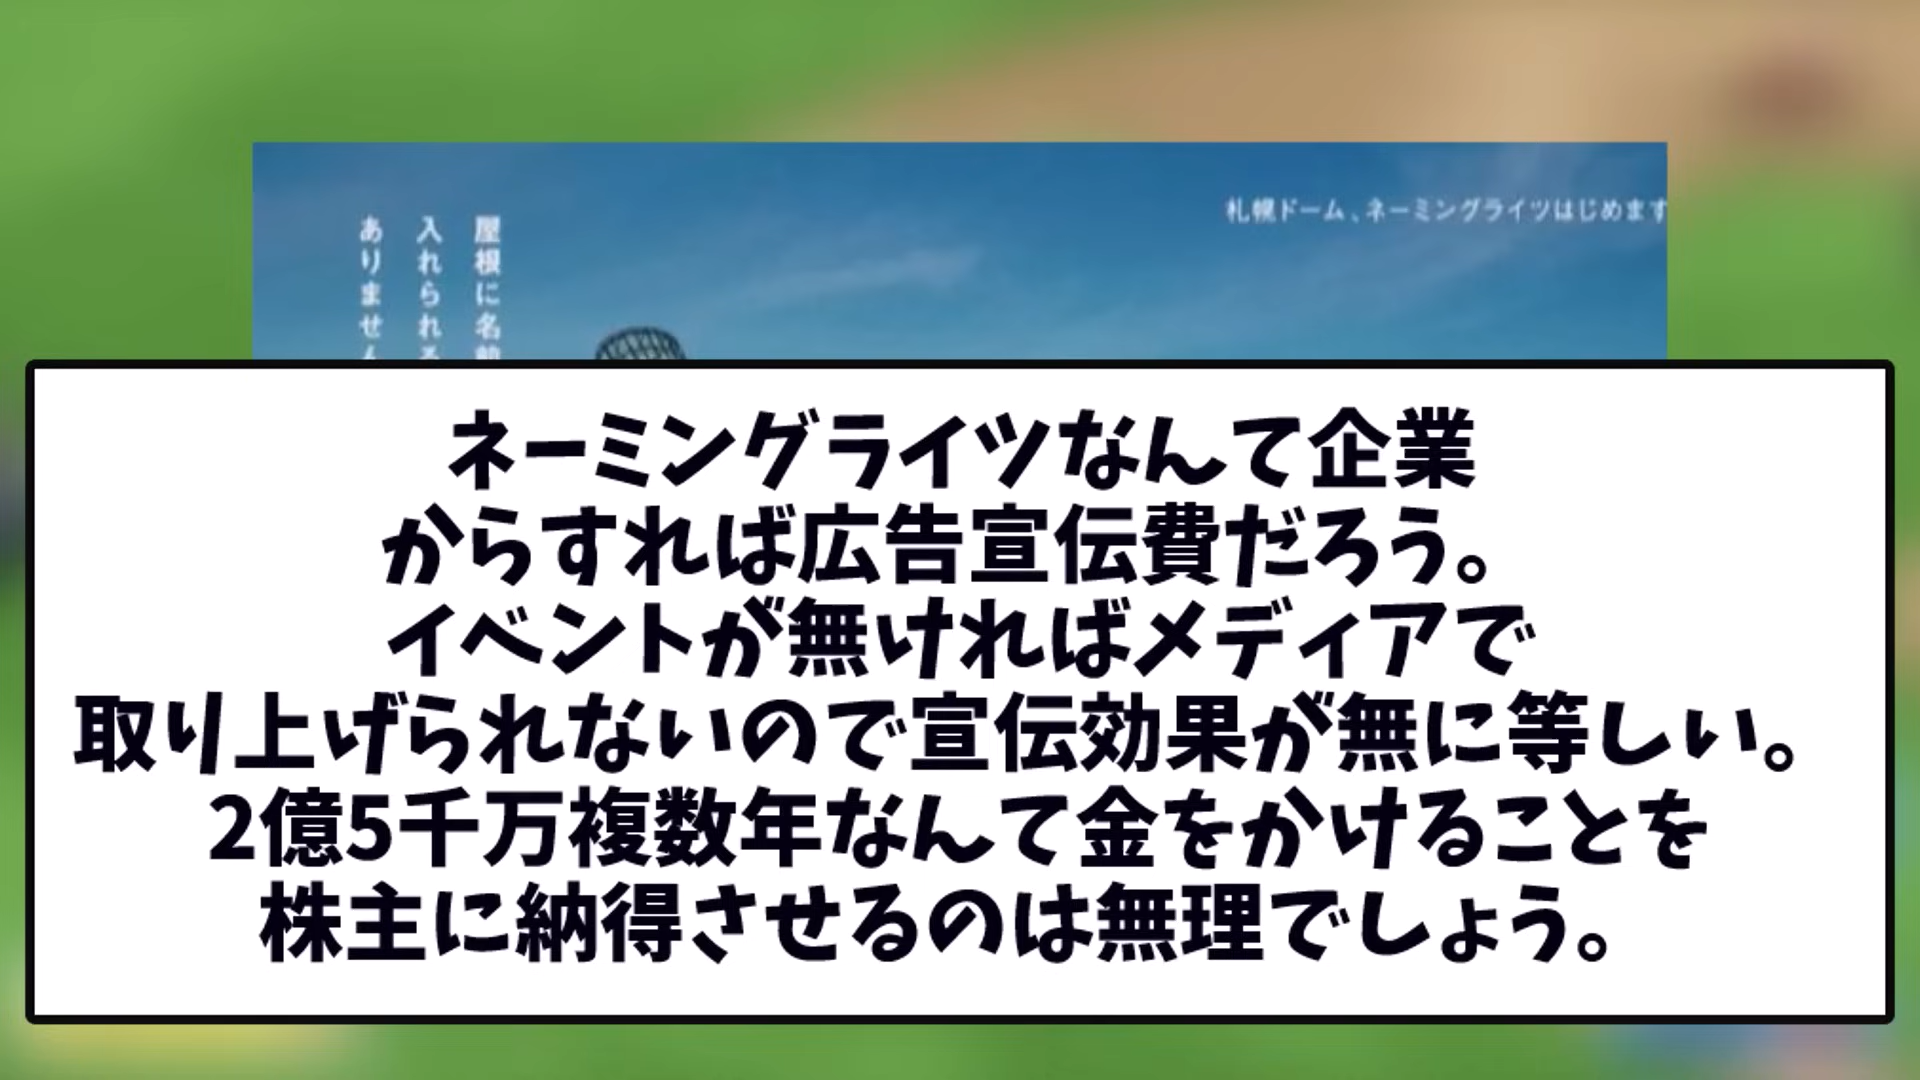 札幌ドーム、ネーミングライツはじめます
屋根に名前
入れられる
ありません
ネーミングライツなんて企業
からすれば広告宣伝費だろう。
イベントが無ければメディアで
取り上げられないので宣伝効果が無に等しい。
2億5千万複数年なんて金をかけることを
株主に納得させるのは無理でしょう。